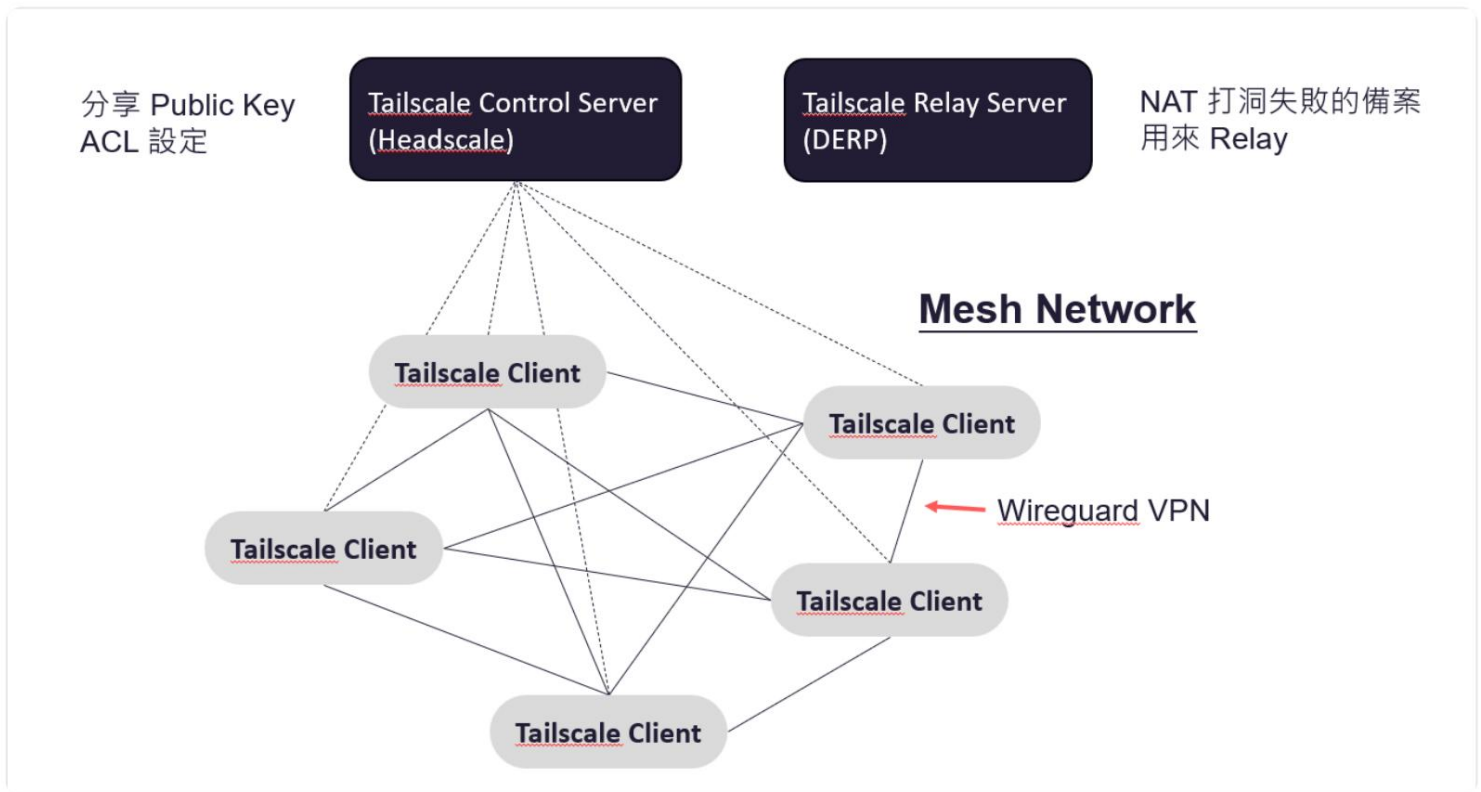 分享 Public Key
ACL 設定
Tailscale Control Server
(Headscale)
Tailscale Relay Server
(DERP)
NAT 打洞失敗的備案
用來 Relay
Mesh Network
Tailscale Client
Tailscale Client
Wireguard VPN
Tailscale Client
Tailscale Client
Tailscale Client